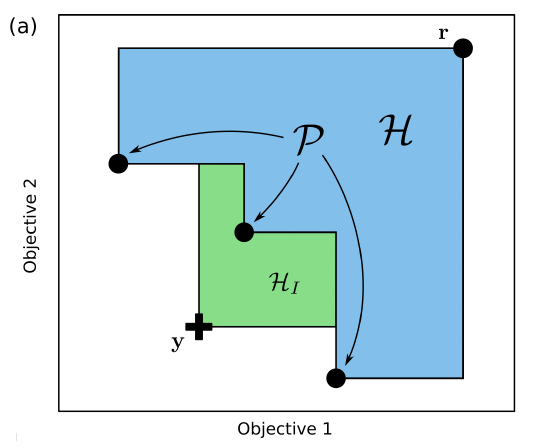 (a)
r
𝒫
ℋ
Objective 2
ℋ_I
y
Objective 1